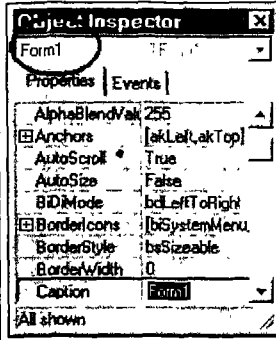 Object Inspector
Form1
Properties Events
AlphaBlendVal 255
Anchors [akLeft,akTop]
AutoScroll True
AutoSize False
BiDiMode bdLeftToRight
BorderIcons [biSystemMenu,
BorderStyle bsSizeable
BorderWidth 0
Caption Form1
All shown